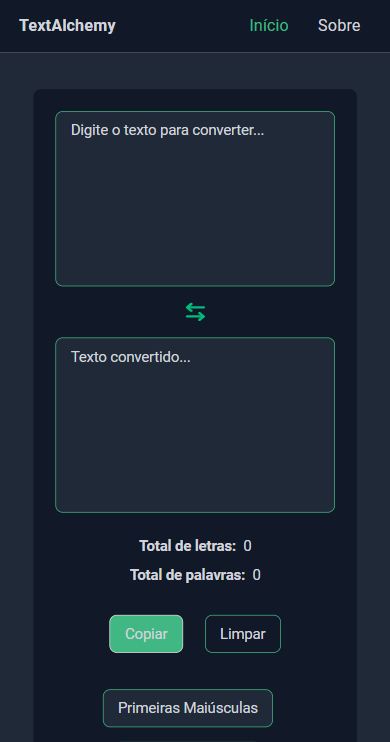 TextAlchemy Início Sobre
Digite o texto para converter...
Texto convertido...
Total de letras: 0
Total de palavras: 0
Copiar Limpar
Primeiras Maiúsculas